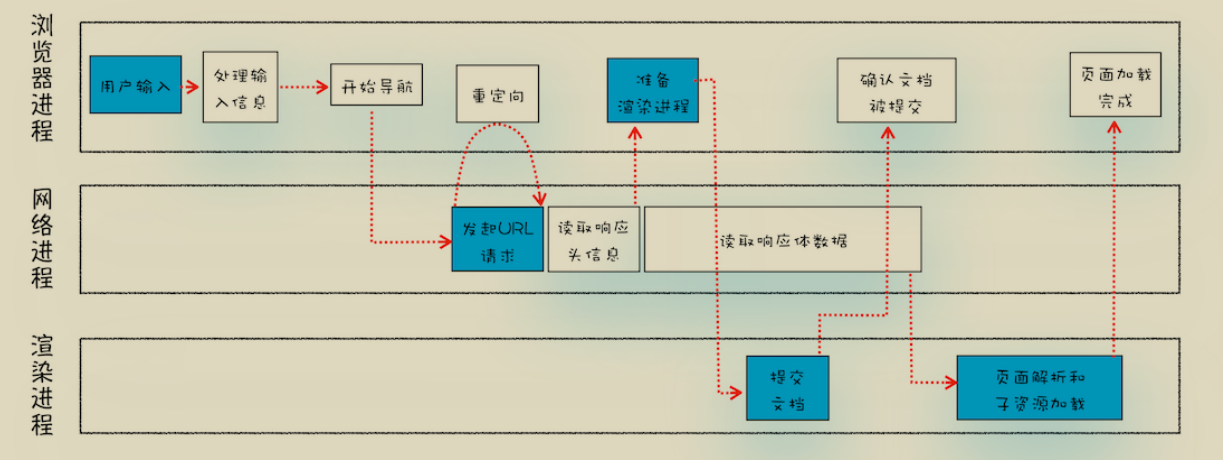 浏览器进程
用户输入
处理输
入信息
开始导航
重定向
准备
渲染进程
确认文档
被提交
页面加载
完成
网络进程
发起URL
请求
读取响应
头信息
读取响应体数据
渲染进程
提交
文档
页面解析和
子资源加载